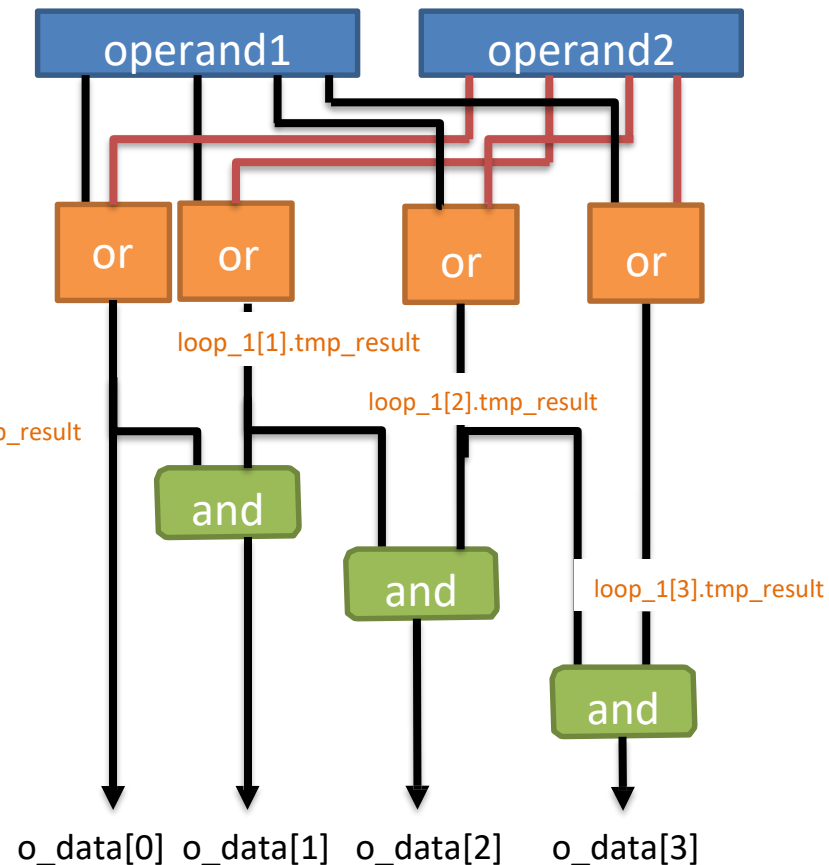 operand1
operand2
or
or
or
or
loop_1[1].tmp_result
loop_1[2].tmp_result
p_result
and
and
loop_1[3].tmp_result
and
o_data[0]
o_data[1]
o_data[2]
o_data[3]